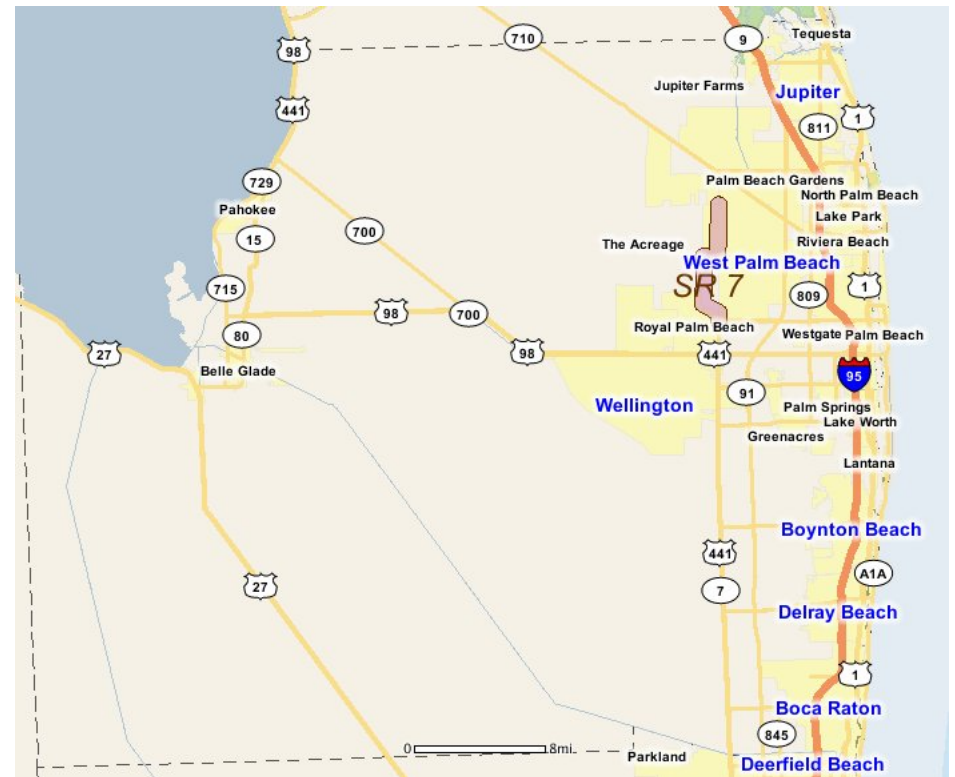 Tequesta
710
9
98
Jupiter Farms
Jupiter
441
1
811
Palm Beach Gardens
729
North Palm Beach
Pahokee
Lake Park
700
15
The Acreage
Riviera Beach
West Palm Beach
SR 7
715
809
1
98
700
Royal Palm Beach
80
Westgate
Palm Beach
27
98
441
Belle Glade
95
91
Wellington
Palm Springs
Lake Worth
Greenacres
Lantana
Boynton Beach
441
A1A
27
7
Delray Beach
1
Boca Raton
845
0 8mi
Parkland
Deerfield Beach